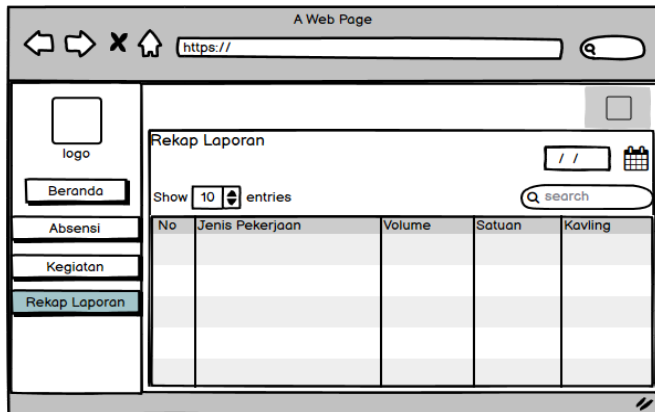 A Web Page
https://
logo
Beranda
Absensi
Kegiatan
Rekap Laporan
Rekap Laporan
/ /
Show 10 entries
search
No Jenis Pekerjaan Volume Satuan Kavling